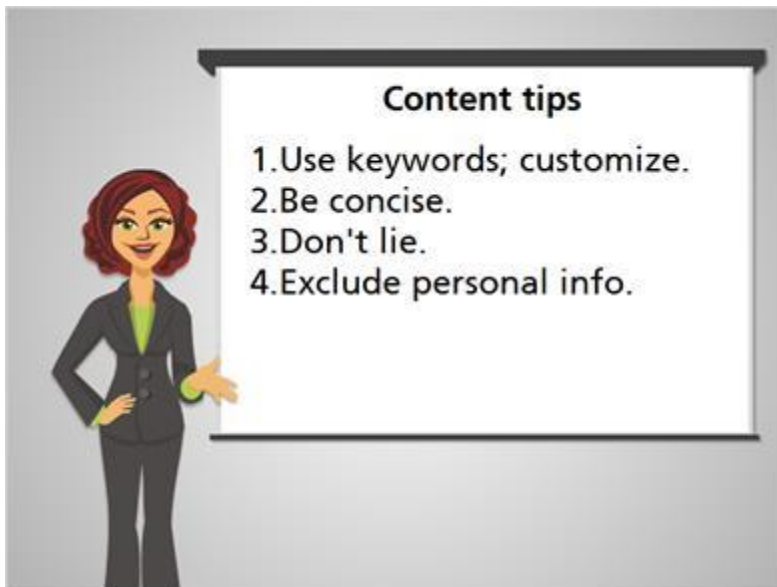 Content tips
1.Use keywords; customize.
2.Be concise.
3.Don't lie.
4.Exclude personal info.